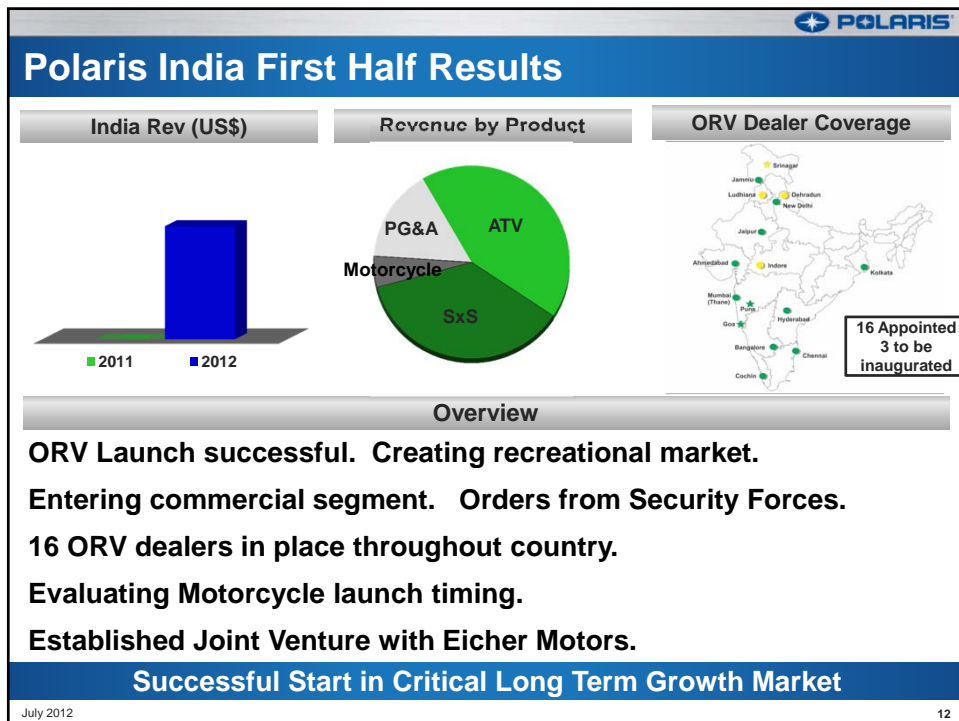 POLARIS
Polaris India First Half Results
India Rev (US$)
2011 2012
Revenue by Product
PG&A
ATV
Motorcycle
SxS
ORV Dealer Coverage
Srinagar
Jammu
Ludhiana
Dehradun
New Delhi
Jaipur
Ahmedabad
Indore
Kolkata
Mumbai
(Thane)
Pune
Hyderabad
Goa
Bangalore
Chennai
Cochin
16 Appointed
3 to be
inaugurated
Overview
ORV Launch successful. Creating recreational market.
Entering commercial segment. Orders from Security Forces.
16 ORV dealers in place throughout country.
Evaluating Motorcycle launch timing.
Established Joint Venture with Eicher Motors.
Successful Start in Critical Long Term Growth Market
July 2012
12